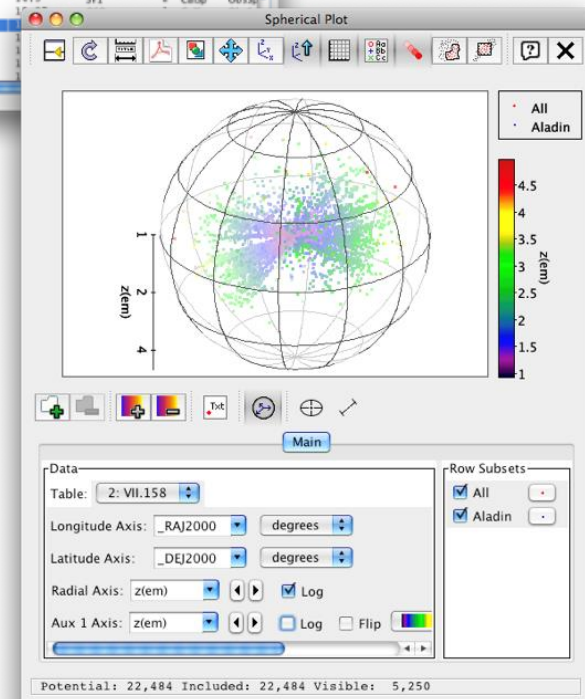 Spherical Plot
All
Aladin
4.5
4
3.5
3
2.5
2
1.5
1
z(em)
1
2
4
z(em)
Txt
Main
Data
Table: 2: VII.158
Longitude Axis: _RAJ2000 degrees
Latitude Axis: _DEJ2000 degrees
Radial Axis: z(em) Log
Aux 1 Axis: z(em) Log Flip
Row Subsets
All
Aladin
Potential: 22,484 Included: 22,484 Visible: 5,250